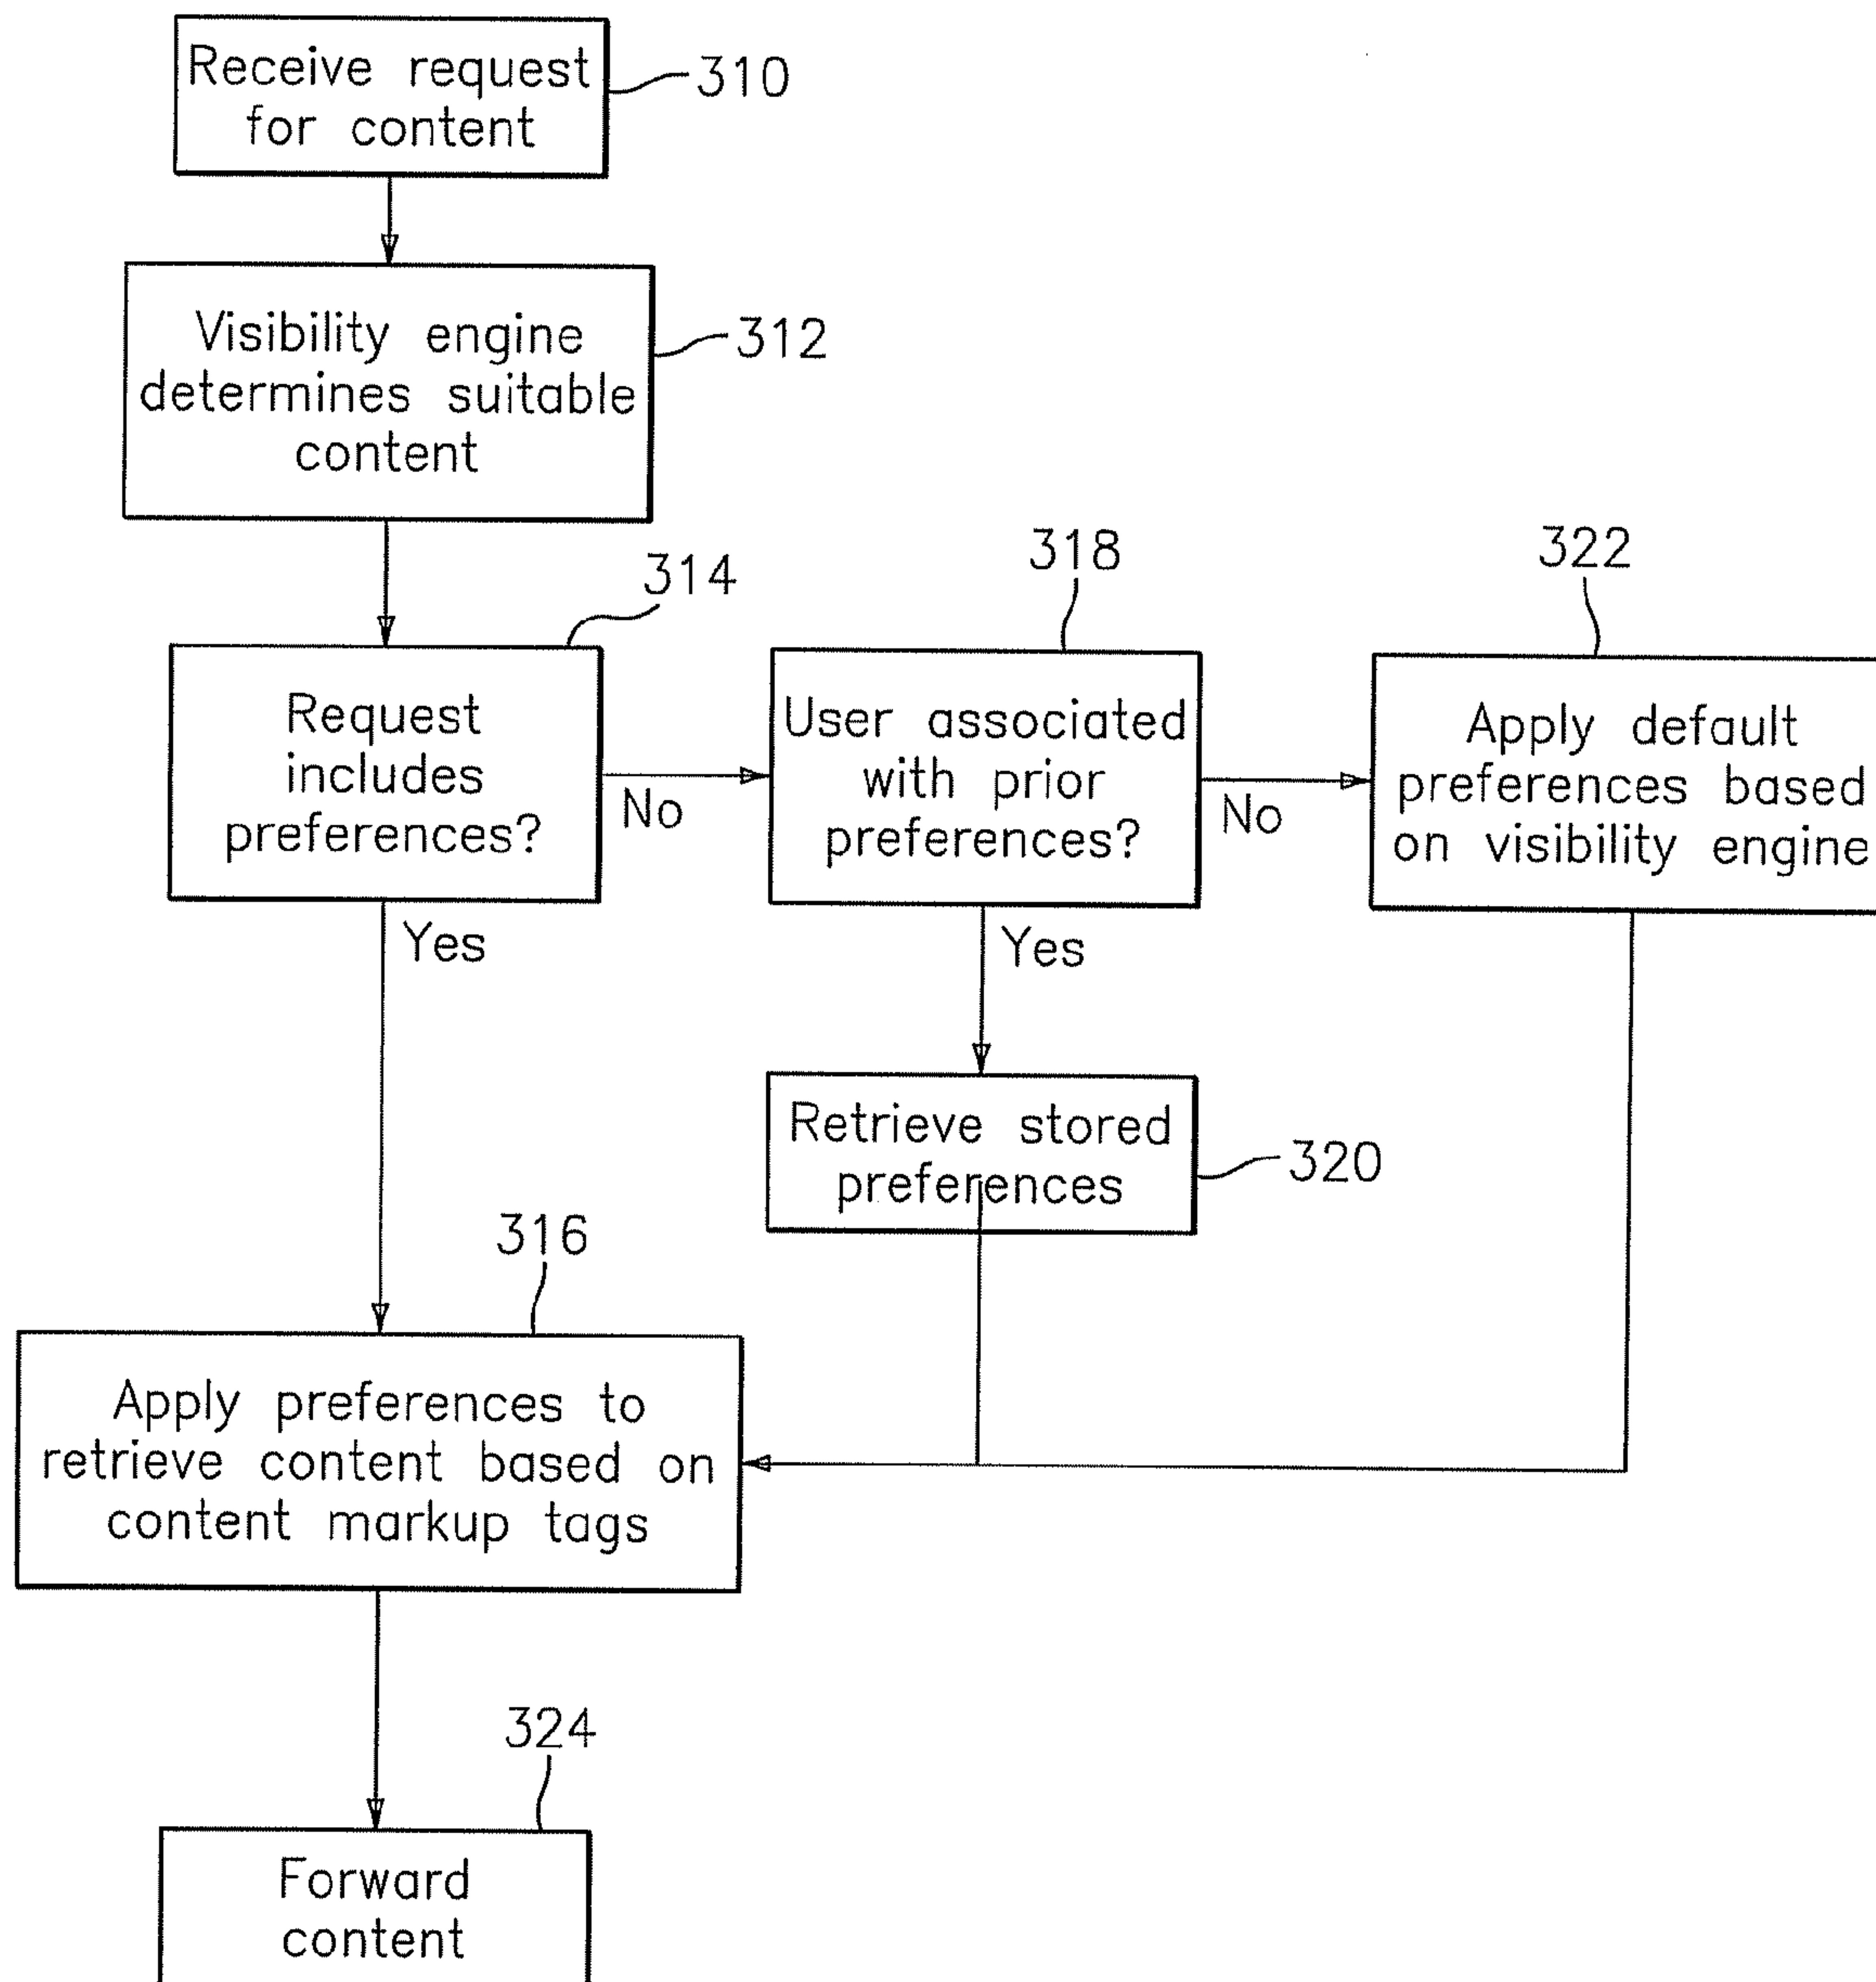 Receive request
for content
310
Visibility engine
determines suitable
content
312
314
Request
includes
preferences?
No
Yes
318
User associated
with prior
preferences?
No
Yes
322
Apply default
preferences based
on visibility engine
Retrieve stored
preferences
320
316
Apply preferences to
retrieve content based on
content markup tags
324
Forward
content